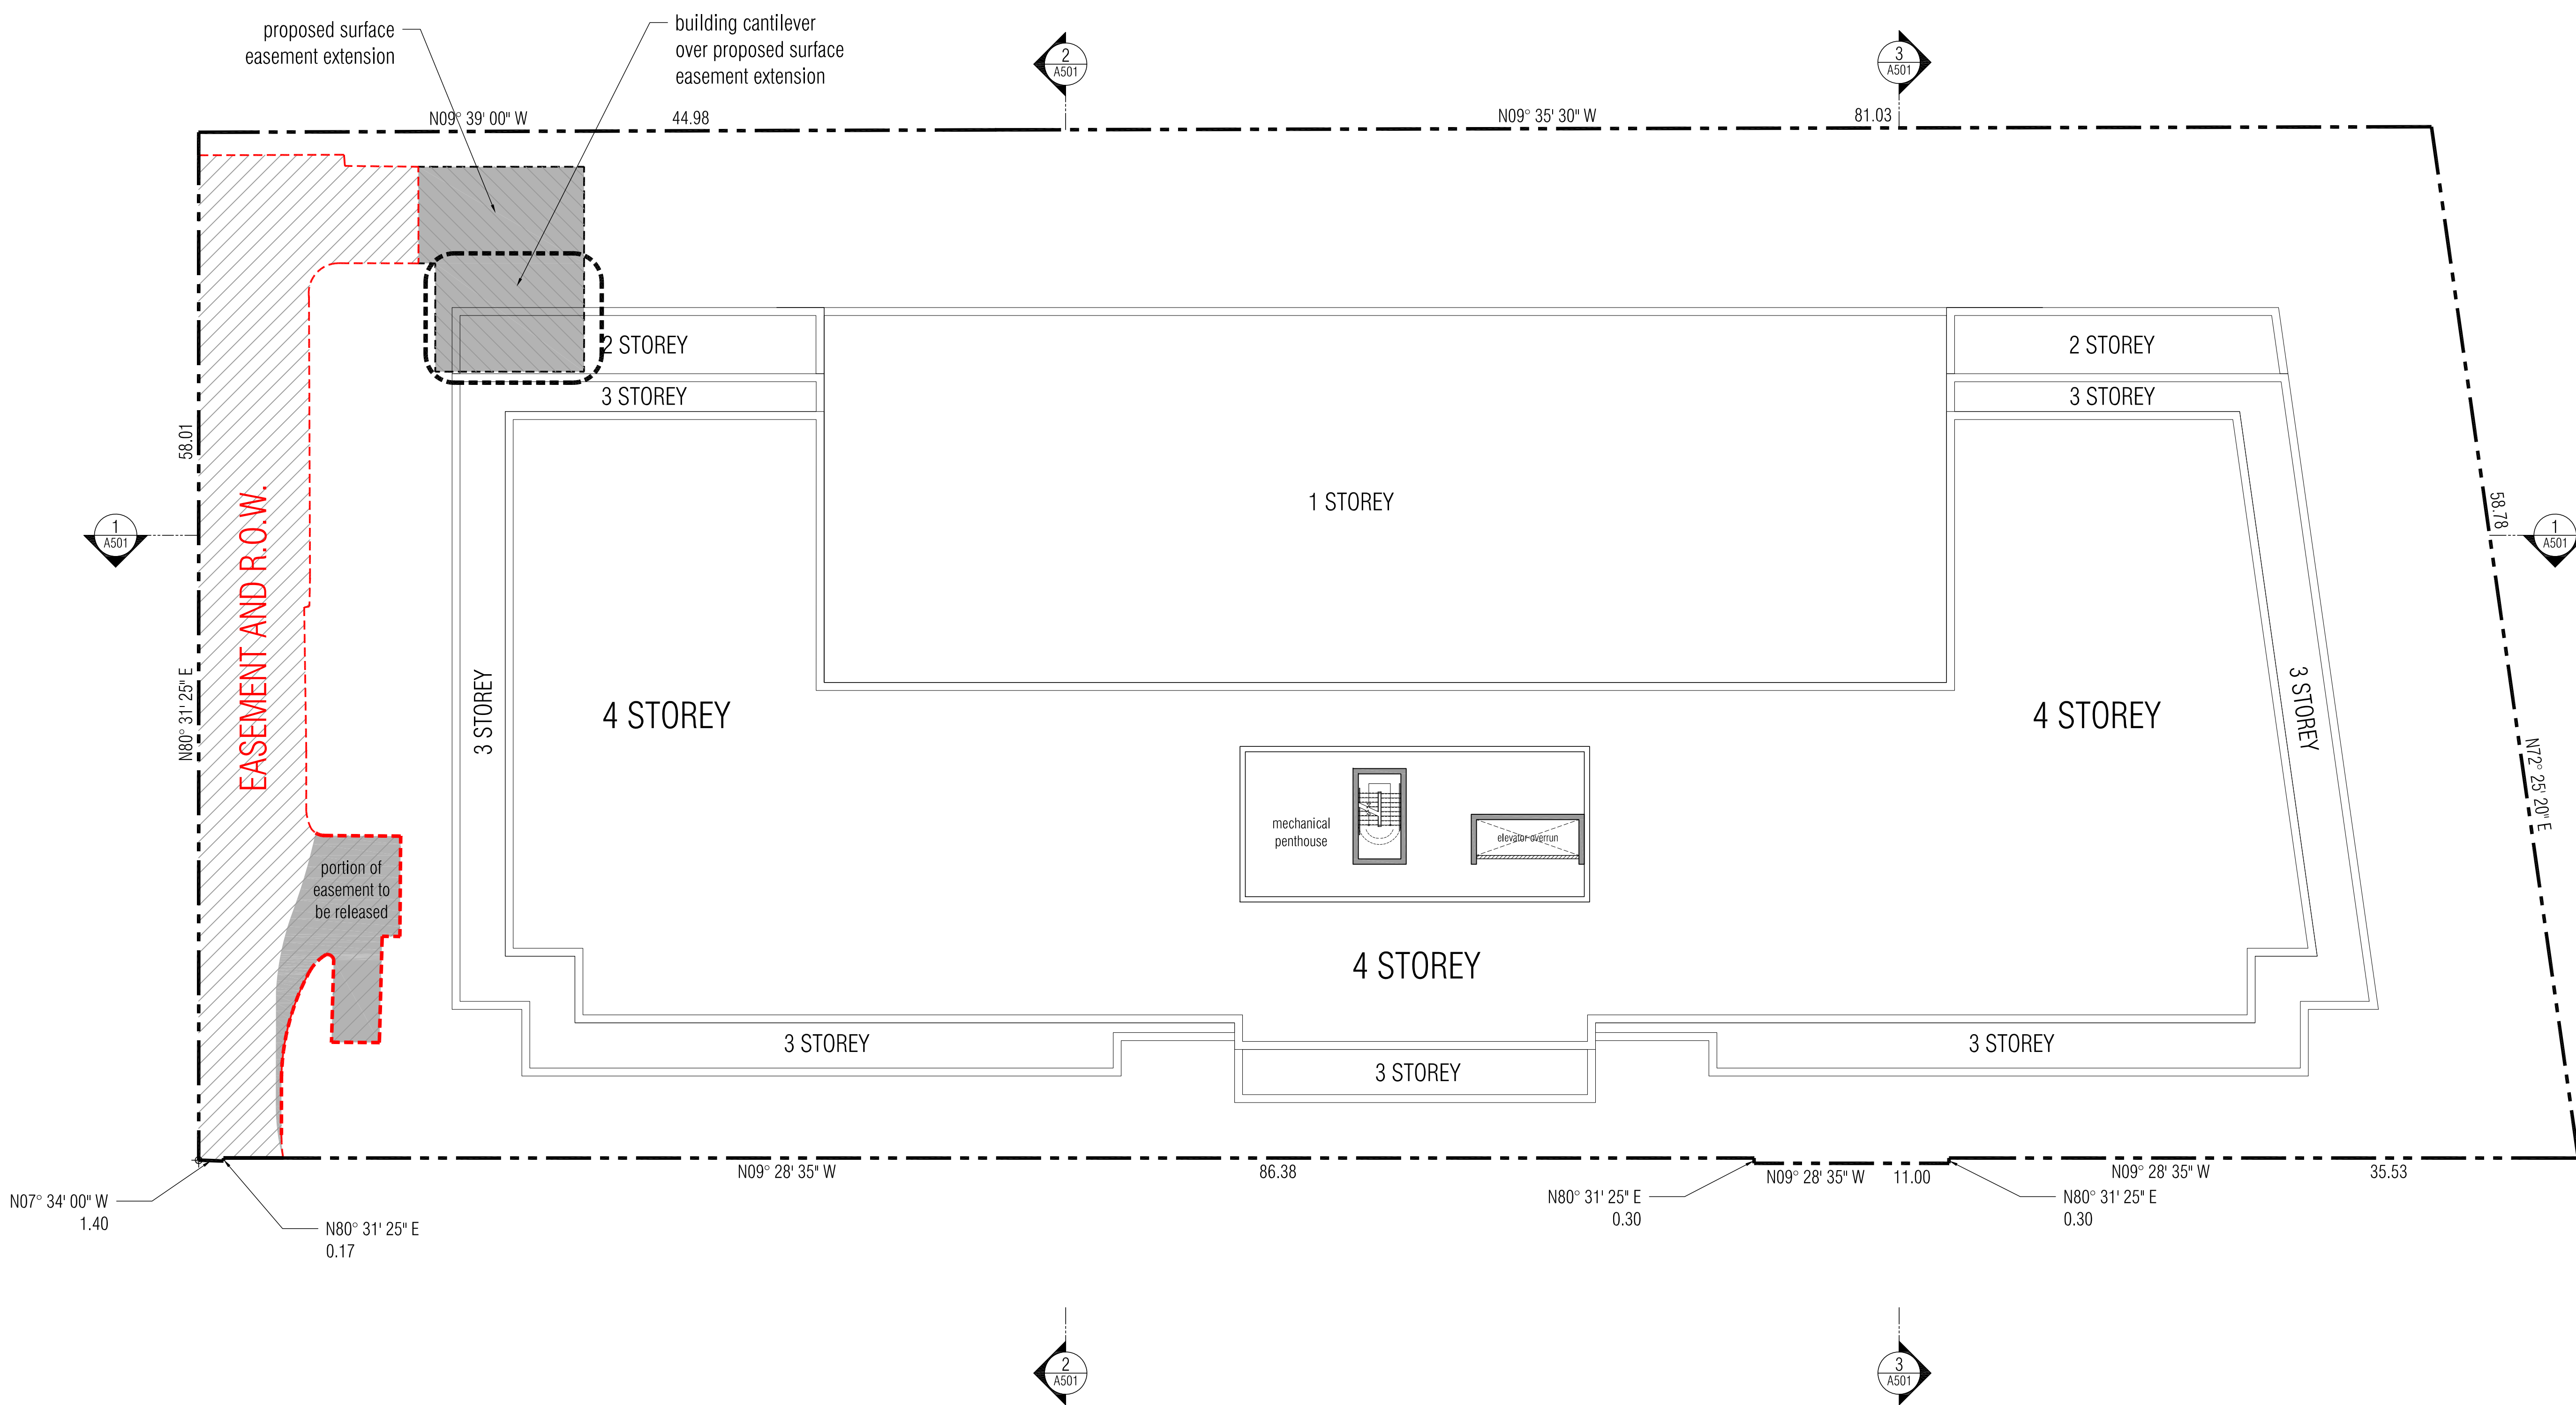 proposed surface
easement extension
building cantilever
over proposed surface
easement extension
2
A501
3
A501
N09° 39' 00" W
44.98
N09° 35' 30" W
81.03
2 STOREY
3 STOREY
2 STOREY
3 STOREY
58.01
N80° 31' 25" E
EASEMENT AND R.O.W.
1
A501
1 STOREY
58.78
N72° 25' 20" E
1
A501
3 STOREY
4 STOREY
4 STOREY
3 STOREY
mechanical
penthouse
elevator overrun
portion of
easement to
be released
4 STOREY
3 STOREY
3 STOREY
3 STOREY
N07° 34' 00" W
1.40
N80° 31' 25" E
0.17
N09° 28' 35" W
86.38
N80° 31' 25" E
0.30
N09° 28' 35" W
11.00
N80° 31' 25" E
0.30
N09° 28' 35" W
35.53
2
A501
3
A501